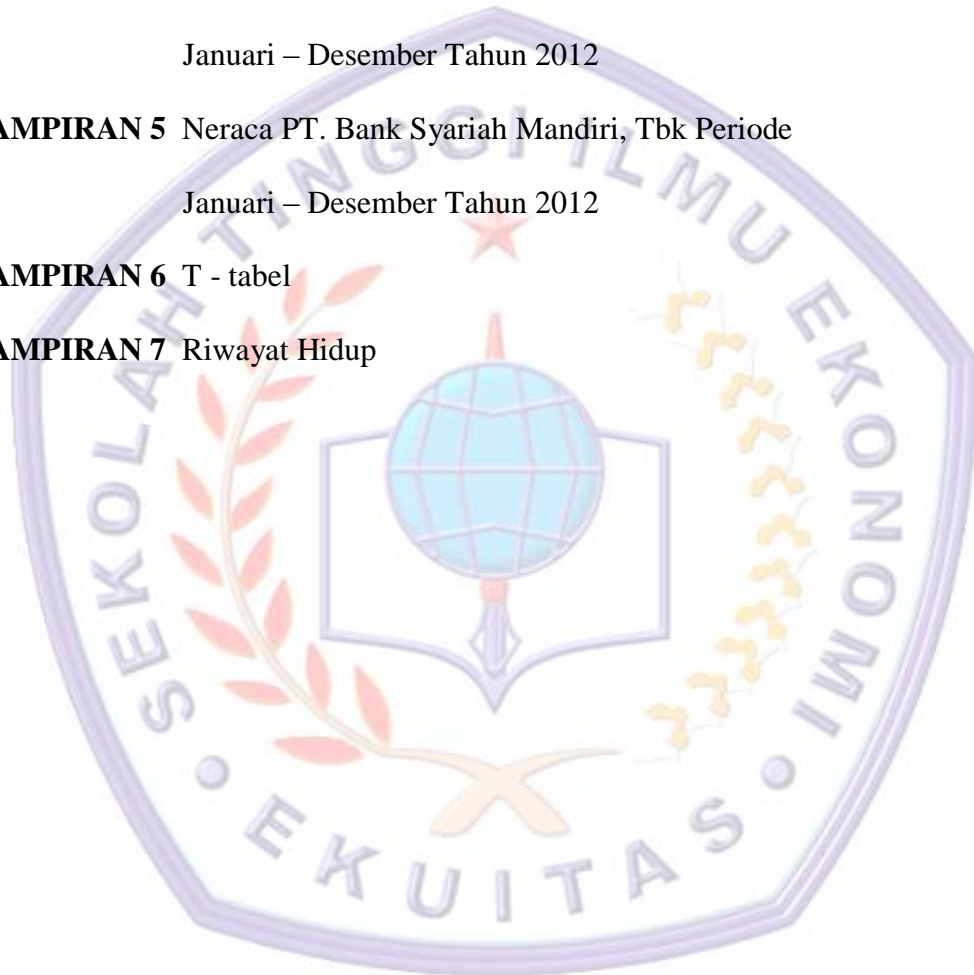 Januari – Desember Tahun 2012
AMPIRAN 5 Neraca PT. Bank Syariah Mandiri, Tbk Periode
Januari – Desember Tahun 2012
AMPIRAN 6 T - tabel
AMPIRAN 7 Riwayat Hidup
SEKOLAH TINGGI ILMU EKONOMI
• EKUITAS •